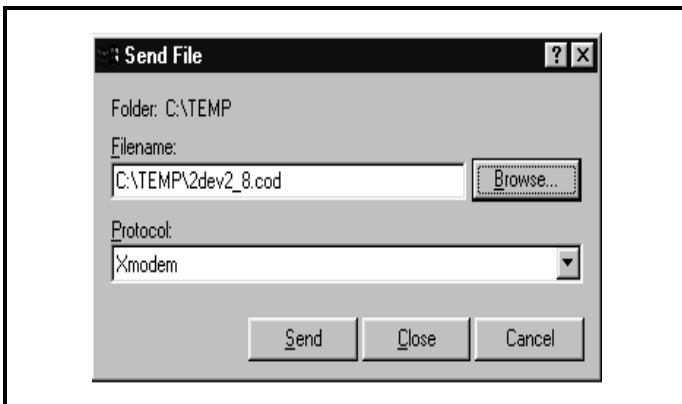 Send File
Folder: C:\TEMP
Filename:
C:\TEMP\2dev2_8.cod
Browse...
Protocol:
Xmodem
Send Close Cancel